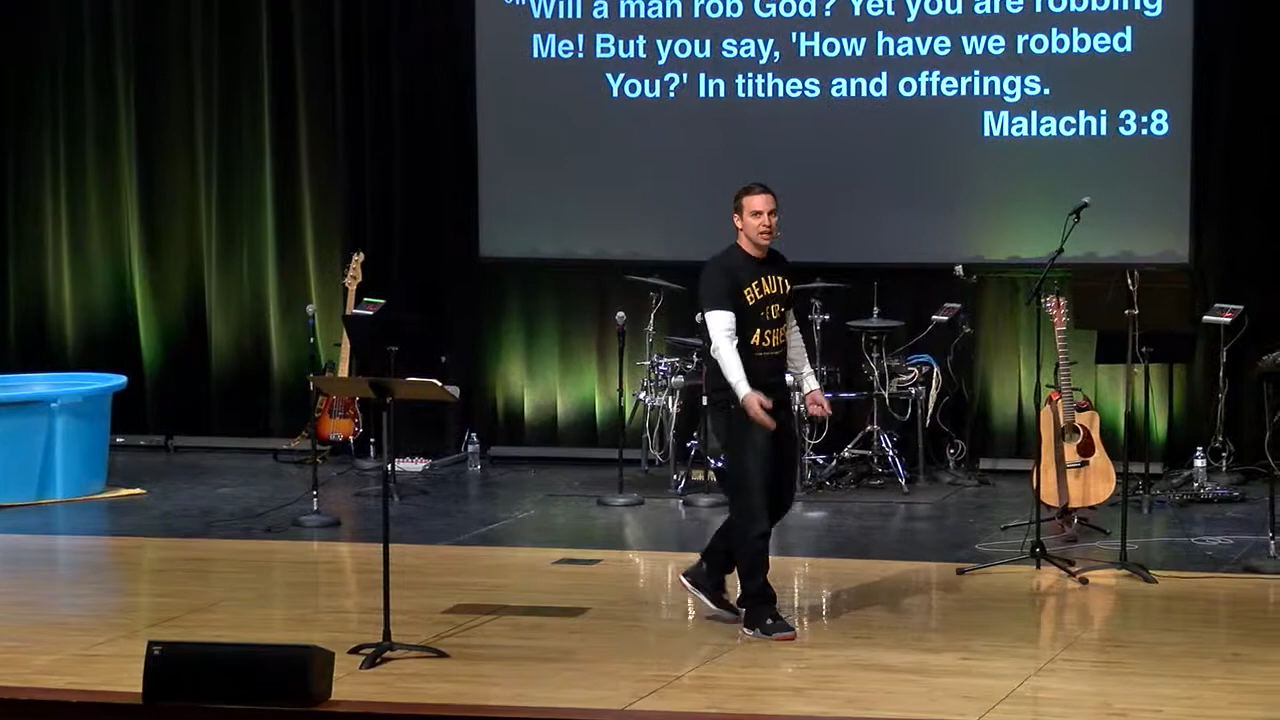 "Will a man rob God? Yet you are robbing
Me! But you say, 'How have we robbed
You?' In tithes and offerings.
Malachi 3:8
BEAUTY
FOR
ASHES